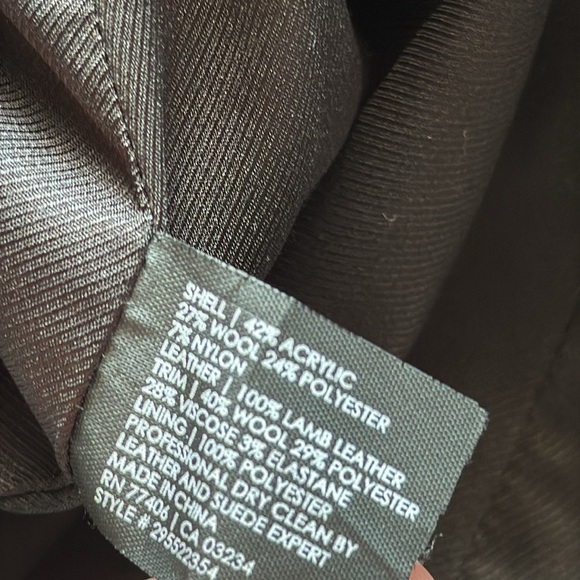 SHELL | 42% ACRYLIC
27% WOOL 24% POLYESTER
7% NYLON
LEATHER | 100% LAMB LEATHER
TRIM | 40% WOOL 29% POLYESTER
28% VISCOSE 3% ELASTANE
LINING | 100% POLYESTER
PROFESSIONAL DRY CLEAN BY
LEATHER AND SUEDE EXPERT
MADE IN CHINA
RN 77406 | CA 03234
STYLE # 295522354